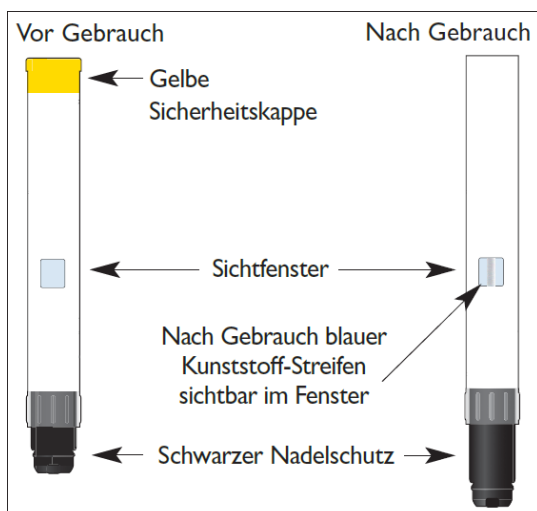 Vor Gebrauch
Nach Gebrauch
Gelbe
Sicherheitskappe
Sichtfenster
Nach Gebrauch blauer
Kunststoff-Streifen
sichtbar im Fenster
Schwarzer Nadelschutz